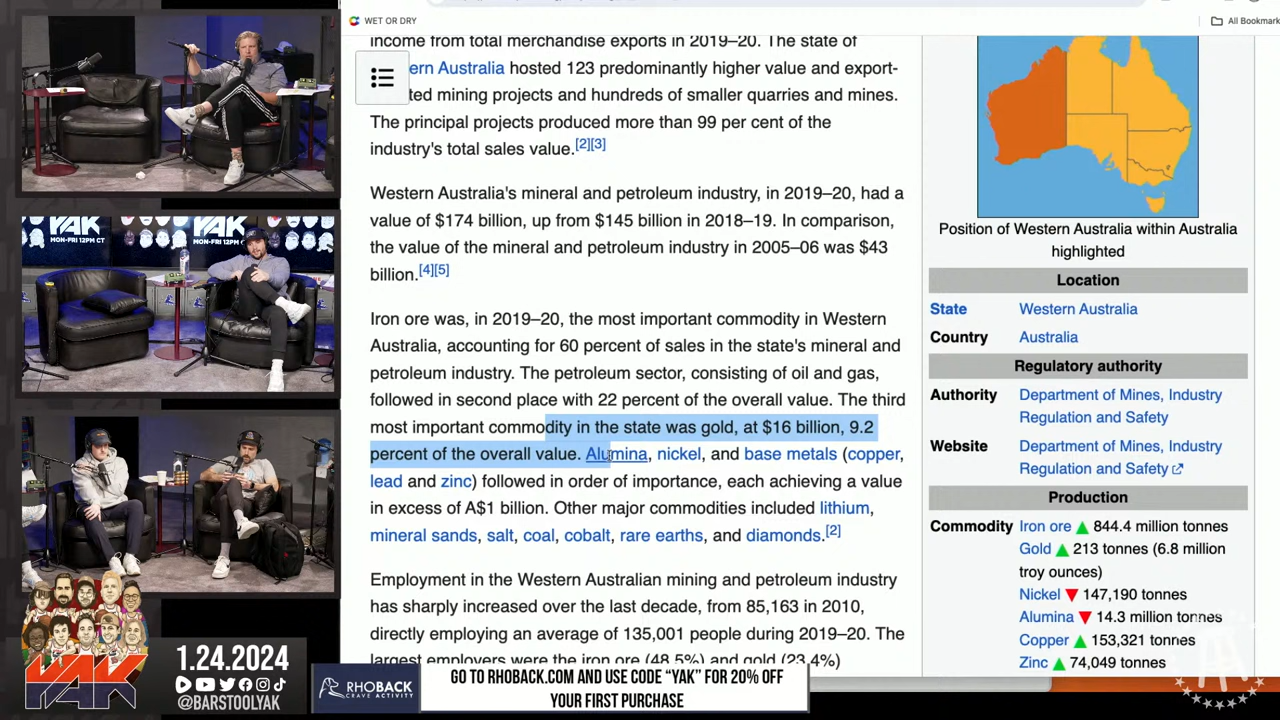 WET OR DRY
All Bookmark
income from total merchandise exports in 2019–20. The state of
ern Australia hosted 123 predominantly higher value and export-
ted mining projects and hundreds of smaller quarries and mines.
The principal projects produced more than 99 per cent of the
industry's total sales value.[2][3]
Western Australia's mineral and petroleum industry, in 2019–20, had a
value of $174 billion, up from $145 billion in 2018–19. In comparison,
the value of the mineral and petroleum industry in 2005–06 was $43
billion.[4][5]
Iron ore was, in 2019–20, the most important commodity in Western
Australia, accounting for 60 percent of sales in the state's mineral and
petroleum industry. The petroleum sector, consisting of oil and gas,
followed in second place with 22 percent of the overall value. The third
most important commodity in the state was gold, at $16 billion, 9.2
percent of the overall value. Alumina, nickel, and base metals (copper,
lead and zinc) followed in order of importance, each achieving a value
in excess of A$1 billion. Other major commodities included lithium,
mineral sands, salt, coal, cobalt, rare earths, and diamonds.[2]
Employment in the Western Australian mining and petroleum industry
has sharply increased over the last decade, from 85,163 in 2010,
directly employing an average of 135,001 people during 2019–20. The
largest employers were the iron ore (48.5%) and gold (23.4%)
Position of Western Australia within Australia
highlighted
Location
State Western Australia
Country Australia
Regulatory authority
Authority Department of Mines, Industry
Regulation and Safety
Website Department of Mines, Industry
Regulation and Safety
Production
Commodity Iron ore 844.4 million tonnes
Gold 213 tonnes (6.8 million
troy ounces)
Nickel 147,190 tonnes
Alumina 14.3 million tonnes
Copper 153,321 tonnes
Zinc 74,049 tonnes
YAK
MON-FRI 12PM CT
YAK
MON-FRI 12PM C
YAK
1.24.2024
@BARSTOOLYAK
RHOBACK
CRAVE ACTIVITY
GO TO RHOBACK.COM AND USE CODE “YAK” FOR 20% OFF
YOUR FIRST PURCHASE